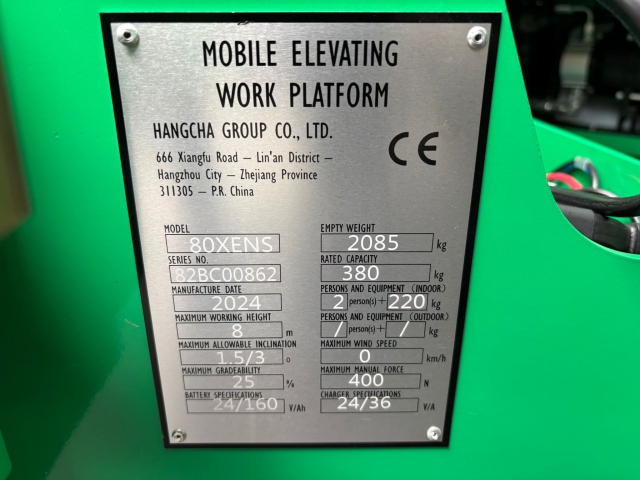 MOBILE ELEVATING
WORK PLATFORM
HANGCHA GROUP CO., LTD.
666 Xiangfu Road – Lin'an District –
Hangzhou City – Zhejiang Province
311305 – P.R. China
CE
MODEL
80XENS
SERIES NO.
82BC00862
MANUFACTURE DATE
2024
MAXIMUM WORKING HEIGHT
8 m
MAXIMUM ALLOWABLE INCLINATION
1.5/3 °
MAXIMUM GRADEABILITY
25 %
BATTERY SPECIFICATIONS
24/160 V/Ah
EMPTY WEIGHT
2085 kg
RATED CAPACITY
380 kg
PERSONS AND EQUIPMENT (INDOOR)
2 person(s)+ 220 kg
PERSONS AND EQUIPMENT (OUTDOOR)
/ person(s)+ / kg
MAXIMUM WIND SPEED
0 km/h
MAXIMUM MANUAL FORCE
400 N
CHARGER SPECIFICATIONS
24/36 V/A